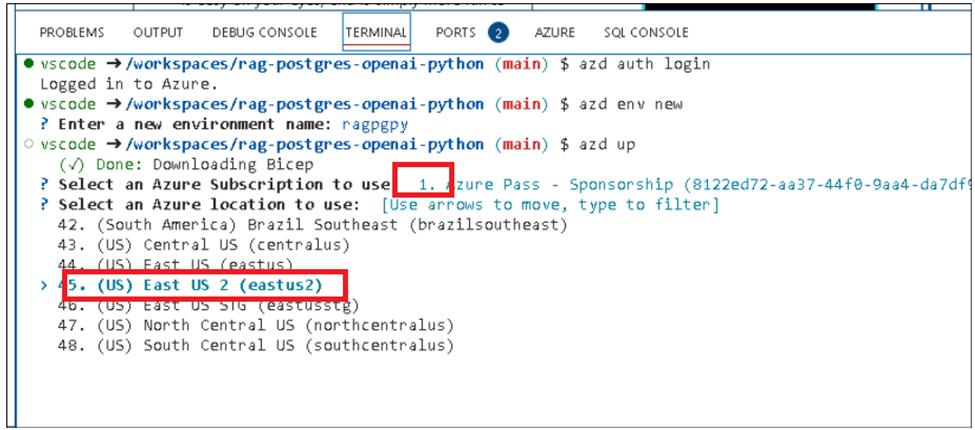 PROBLEMS OUTPUT DEBUG CONSOLE TERMINAL PORTS 2 AZURE SQL CONSOLE
vscode → /workspaces/rag-postgres-openai-python (main) $ azd auth login
Logged in to Azure.
vscode → /workspaces/rag-postgres-openai-python (main) $ azd env new
? Enter a new environment name: ragpgpy
vscode → /workspaces/rag-postgres-openai-python (main) $ azd up
(✓) Done: Downloading Bicep
? Select an Azure Subscription to use 1. Azure Pass - Sponsorship (8122ed72-aa37-44f0-9aa4-da7df9
? Select an Azure location to use: [Use arrows to move, type to filter]
42. (South America) Brazil Southeast (brazilsoutheast)
43. (US) Central US (centralus)
44. (US) East US (eastus)
> 45. (US) East US 2 (eastus2)
46. (US) East US STG (eastusstg)
47. (US) North Central US (northcentralus)
48. (US) South Central US (southcentralus)